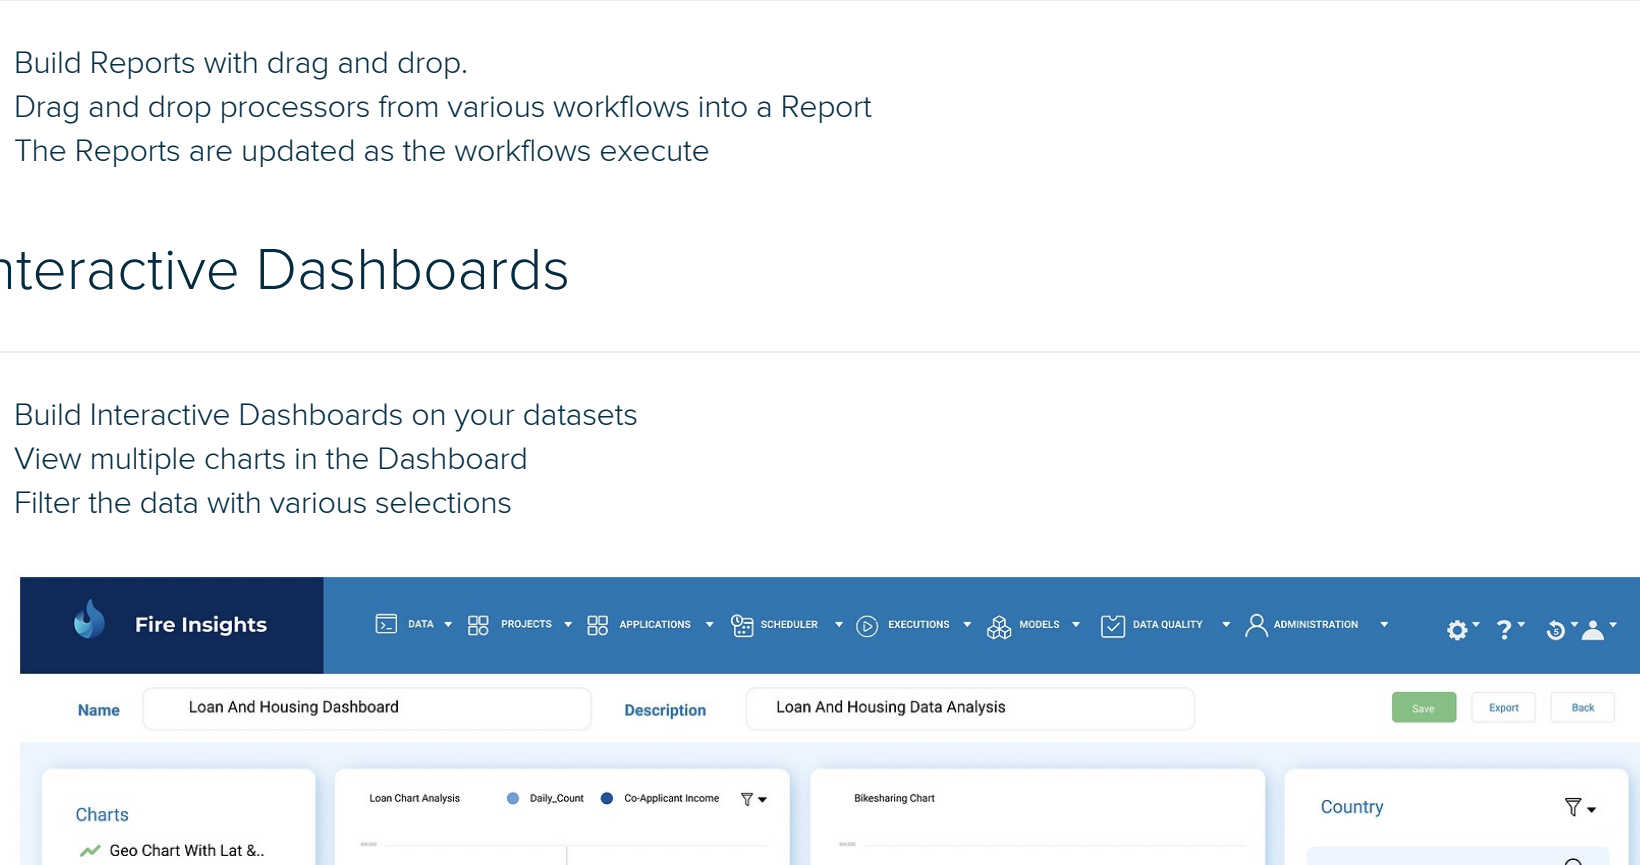 Build Reports with drag and drop.
Drag and drop processors from various workflows into a Report
The Reports are updated as the workflows execute
nteractive Dashboards
Build Interactive Dashboards on your datasets
View multiple charts in the Dashboard
Filter the data with various selections
Fire Insights DATA PROJECTS APPLICATIONS SCHEDULER EXECUTIONS MODELS DATA QUALITY ADMINISTRATION ? 5
Name Loan And Housing Dashboard Description Loan And Housing Data Analysis Save Export Back
Charts Loan Chart Analysis Daily_Count Co-Applicant Income Bikesharing Chart Country
Geo Chart With Lat &..